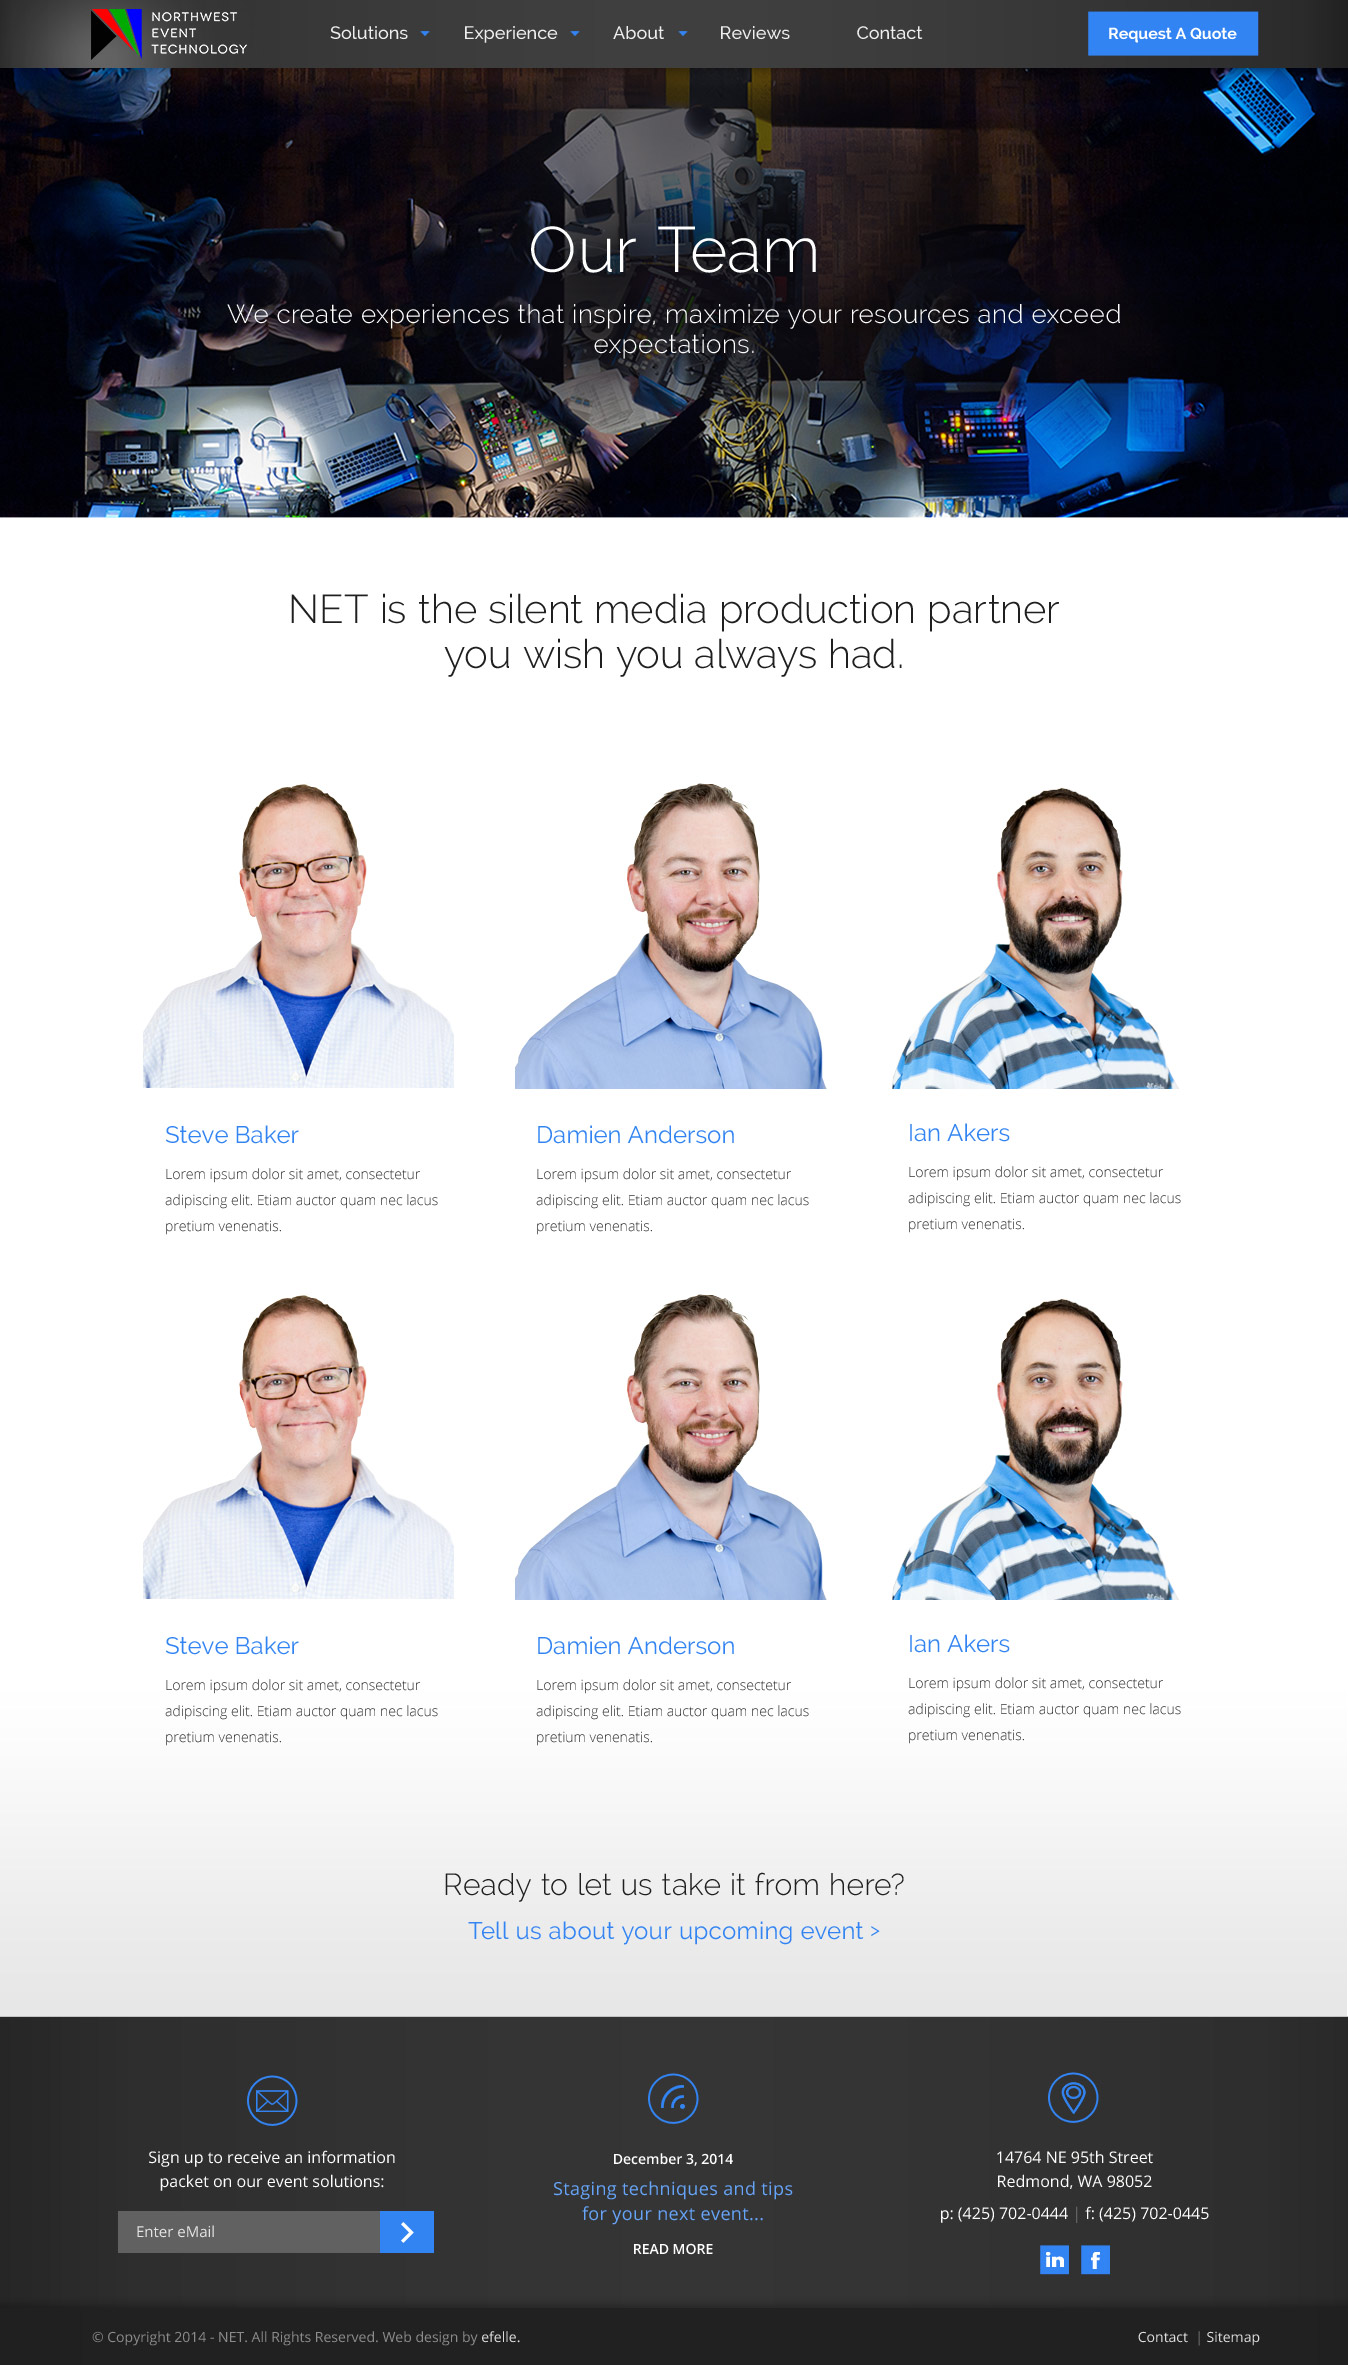 NORTHWEST
EVENT
TECHNOLOGY
Solutions Experience About Reviews Contact Request A Quote
Our Team
We create experiences that inspire, maximize your resources and exceed
expectations.
NET is the silent media production partner
you wish you always had.
Steve Baker
Lorem ipsum dolor sit amet, consectetur
adipiscing elit. Etiam auctor quam nec lacus
pretium venenatis.
Damien Anderson
Lorem ipsum dolor sit amet, consectetur
adipiscing elit. Etiam auctor quam nec lacus
pretium venenatis.
Ian Akers
Lorem ipsum dolor sit amet, consectetur
adipiscing elit. Etiam auctor quam nec lacus
pretium venenatis.
Steve Baker
Lorem ipsum dolor sit amet, consectetur
adipiscing elit. Etiam auctor quam nec lacus
pretium venenatis.
Damien Anderson
Lorem ipsum dolor sit amet, consectetur
adipiscing elit. Etiam auctor quam nec lacus
pretium venenatis.
Ian Akers
Lorem ipsum dolor sit amet, consectetur
adipiscing elit. Etiam auctor quam nec lacus
pretium venenatis.
Ready to let us take it from here?
Tell us about your upcoming event >
Sign up to receive an information
packet on our event solutions:
Enter eMail
December 3, 2014
Staging techniques and tips
for your next event...
READ MORE
14764 NE 95th Street
Redmond, WA 98052
p: (425) 702-0444 | f: (425) 702-0445
in f
© Copyright 2014 - NET. All Rights Reserved. Web design by efelle.
Contact | Sitemap